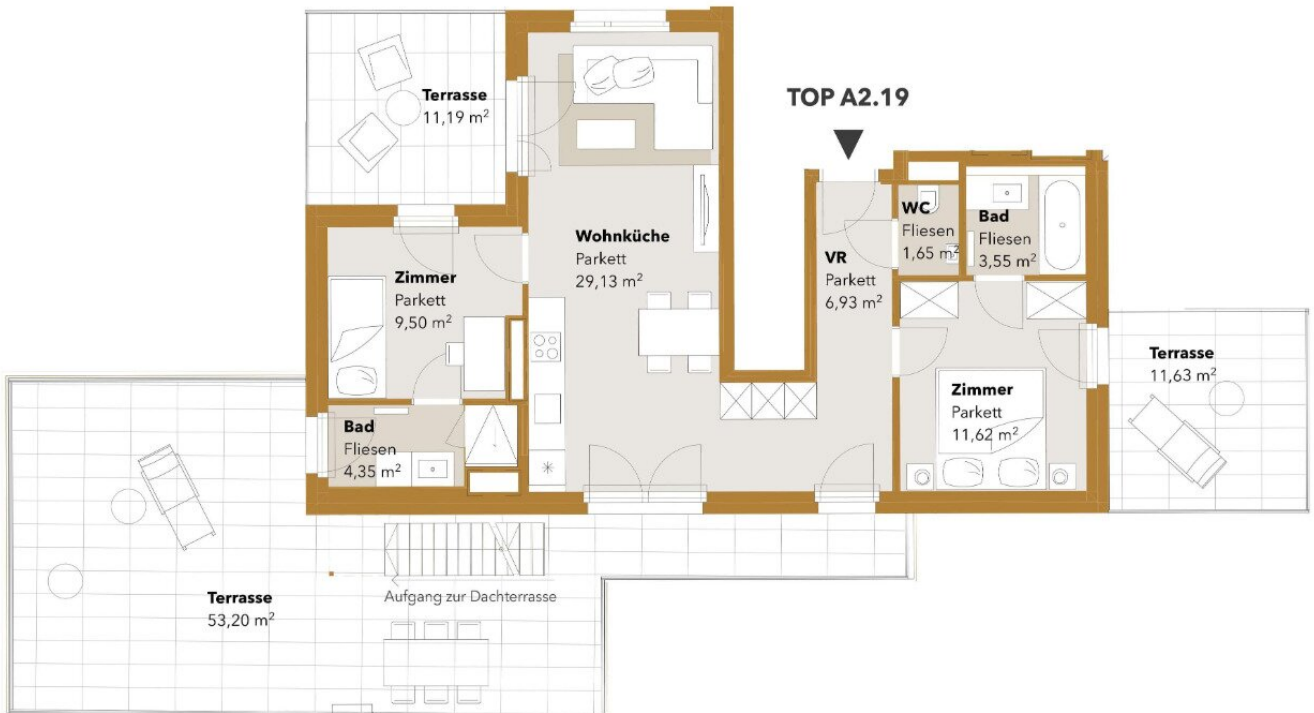 TOP A2.19
Terrasse
11,19 m²
Wohnküche
Parkett
29,13 m²
Zimmer
Parkett
9,50 m²
VR
Parkett
6,93 m²
WC
Fliesen
1,65 m²
Bad
Fliesen
3,55 m²
Terrasse
11,63 m²
Zimmer
Parkett
11,62 m²
Bad
Fliesen
4,35 m²
Terrasse
53,20 m²
Aufgang zur Dachterrasse